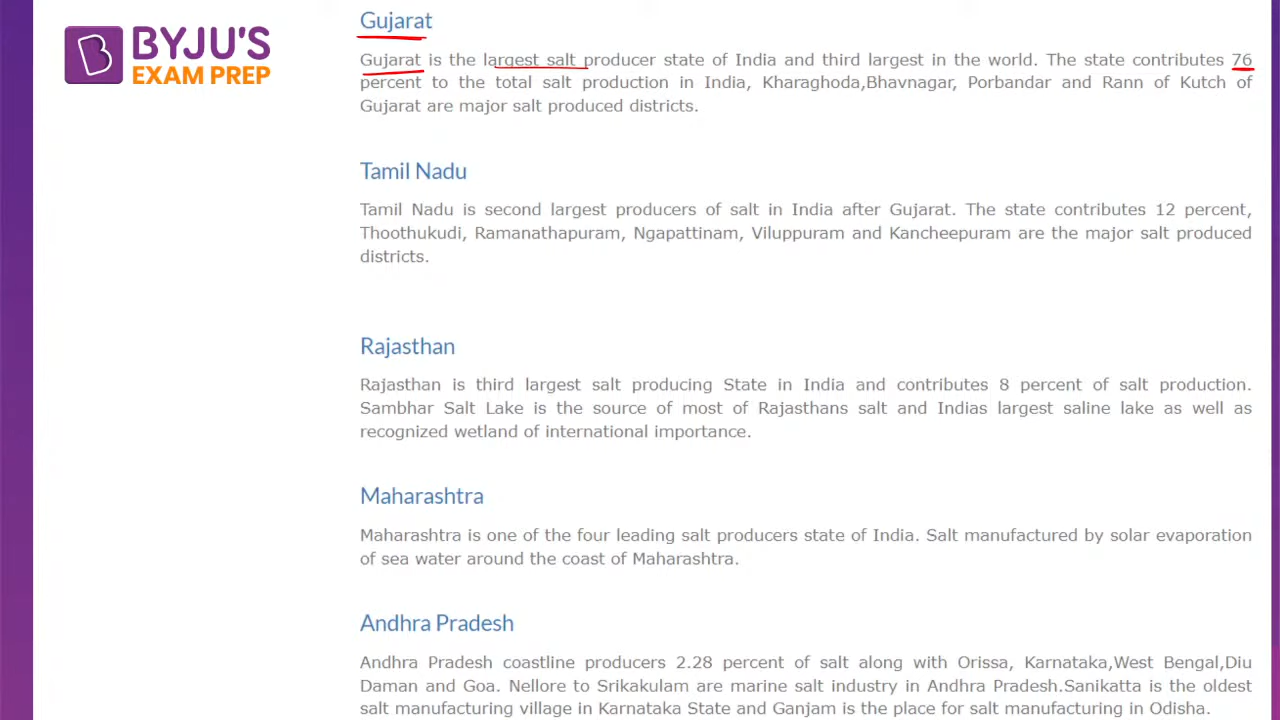 BYJU'S
EXAM PREP
Gujarat
Gujarat is the largest salt producer state of India and third largest in the world. The state contributes 76
percent to the total salt production in India, Kharaghoda,Bhavnagar, Porbandar and Rann of Kutch of
Gujarat are major salt produced districts.
Tamil Nadu
Tamil Nadu is second largest producers of salt in India after Gujarat. The state contributes 12 percent,
Thoothukudi, Ramanathapuram, Ngapattinam, Viluppuram and Kancheepuram are the major salt produced
districts.
Rajasthan
Rajasthan is third largest salt producing State in India and contributes 8 percent of salt production.
Sambhar Salt Lake is the source of most of Rajasthans salt and Indias largest saline lake as well as
recognized wetland of international importance.
Maharashtra
Maharashtra is one of the four leading salt producers state of India. Salt manufactured by solar evaporation
of sea water around the coast of Maharashtra.
Andhra Pradesh
Andhra Pradesh coastline producers 2.28 percent of salt along with Orissa, Karnataka,West Bengal,Diu
Daman and Goa. Nellore to Srikakulam are marine salt industry in Andhra Pradesh.Sanikatta is the oldest
salt manufacturing village in Karnataka State and Ganjam is the place for salt manufacturing in Odisha.